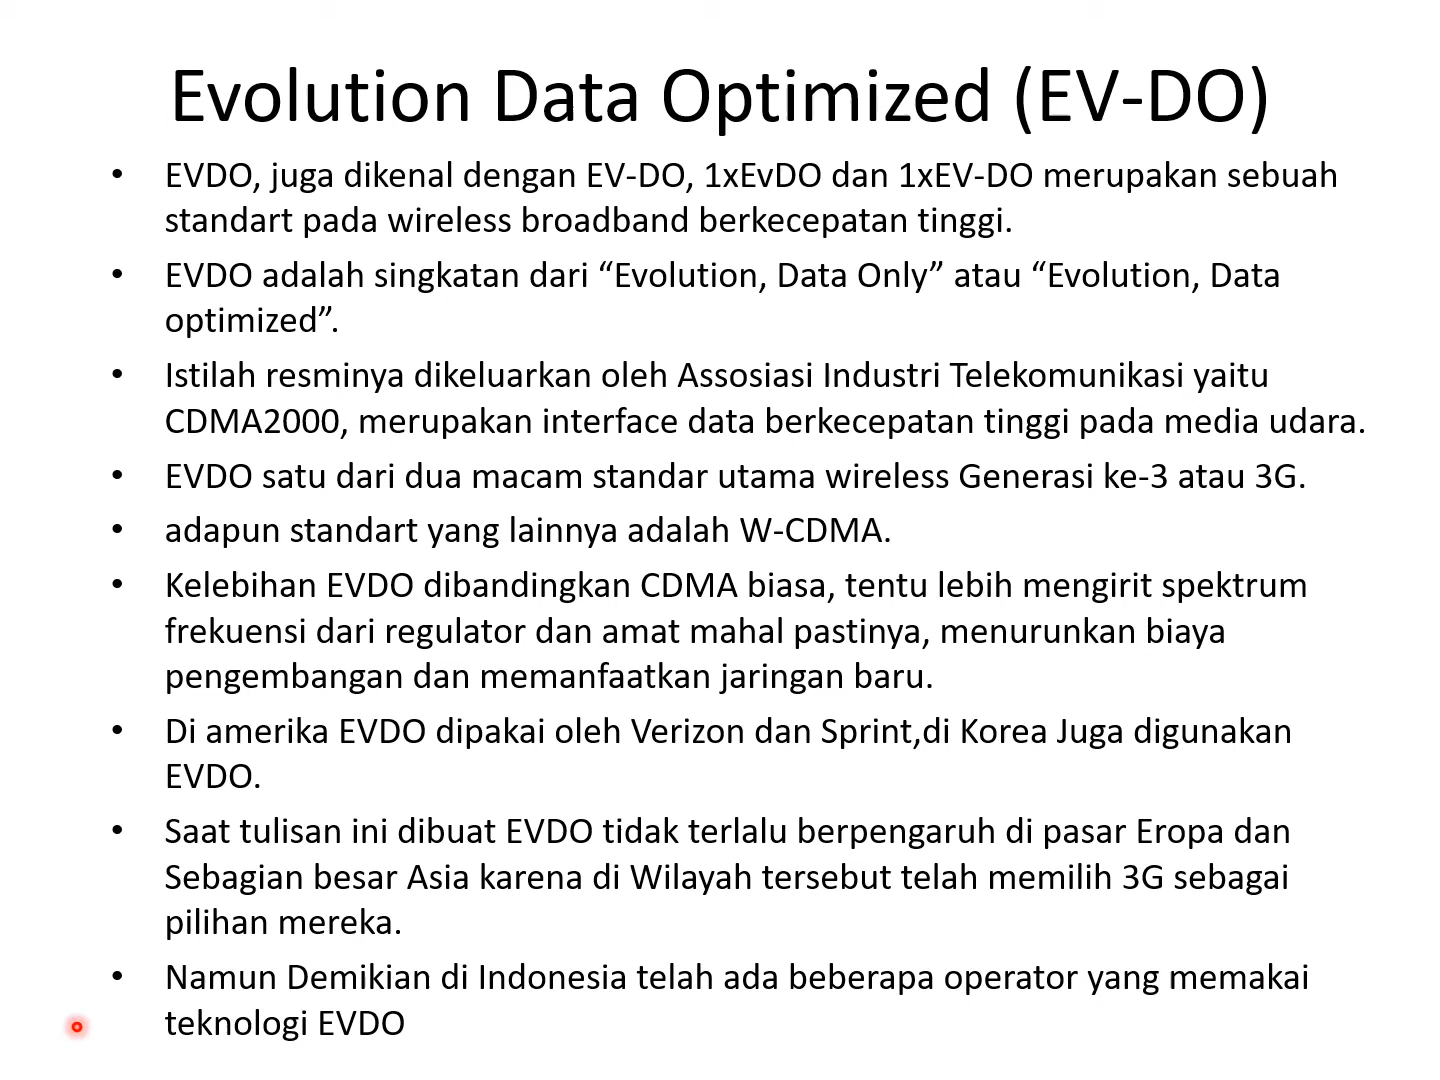 Evolution Data Optimized (EV-DO)
• EVDO, juga dikenal dengan EV-DO, 1xEvDO dan 1xEV-DO merupakan sebuah
standart pada wireless broadband berkecepatan tinggi.
• EVDO adalah singkatan dari “Evolution, Data Only” atau “Evolution, Data
optimized”.
• Istilah resminya dikeluarkan oleh Assosiasi Industri Telekomunikasi yaitu
CDMA2000, merupakan interface data berkecepatan tinggi pada media udara.
• EVDO satu dari dua macam standar utama wireless Generasi ke-3 atau 3G.
• adapun standart yang lainnya adalah W-CDMA.
• Kelebihan EVDO dibandingkan CDMA biasa, tentu lebih mengirit spektrum
frekuensi dari regulator dan amat mahal pastinya, menurunkan biaya
pengembangan dan memanfaatkan jaringan baru.
• Di amerika EVDO dipakai oleh Verizon dan Sprint,di Korea Juga digunakan
EVDO.
• Saat tulisan ini dibuat EVDO tidak terlalu berpengaruh di pasar Eropa dan
Sebagian besar Asia karena di Wilayah tersebut telah memilih 3G sebagai
pilihan mereka.
• Namun Demikian di Indonesia telah ada beberapa operator yang memakai
teknologi EVDO